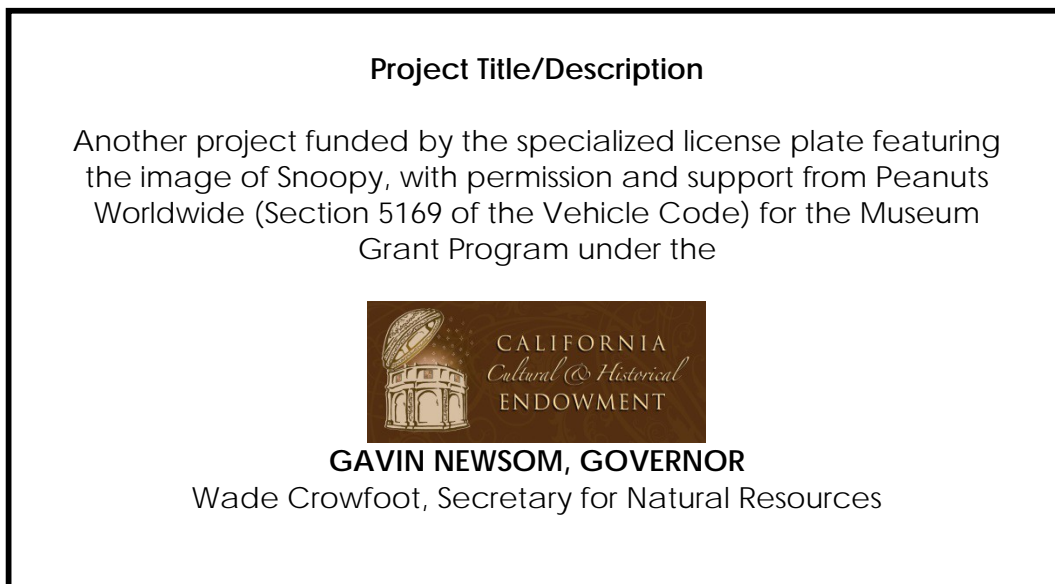 Project Title/Description
Another project funded by the specialized license plate featuring
the image of Snoopy, with permission and support from Peanuts
Worldwide (Section 5169 of the Vehicle Code) for the Museum
Grant Program under the
CALIFORNIA
Cultural & Historical
ENDOWMENT
GAVIN NEWSOM, GOVERNOR
Wade Crowfoot, Secretary for Natural Resources